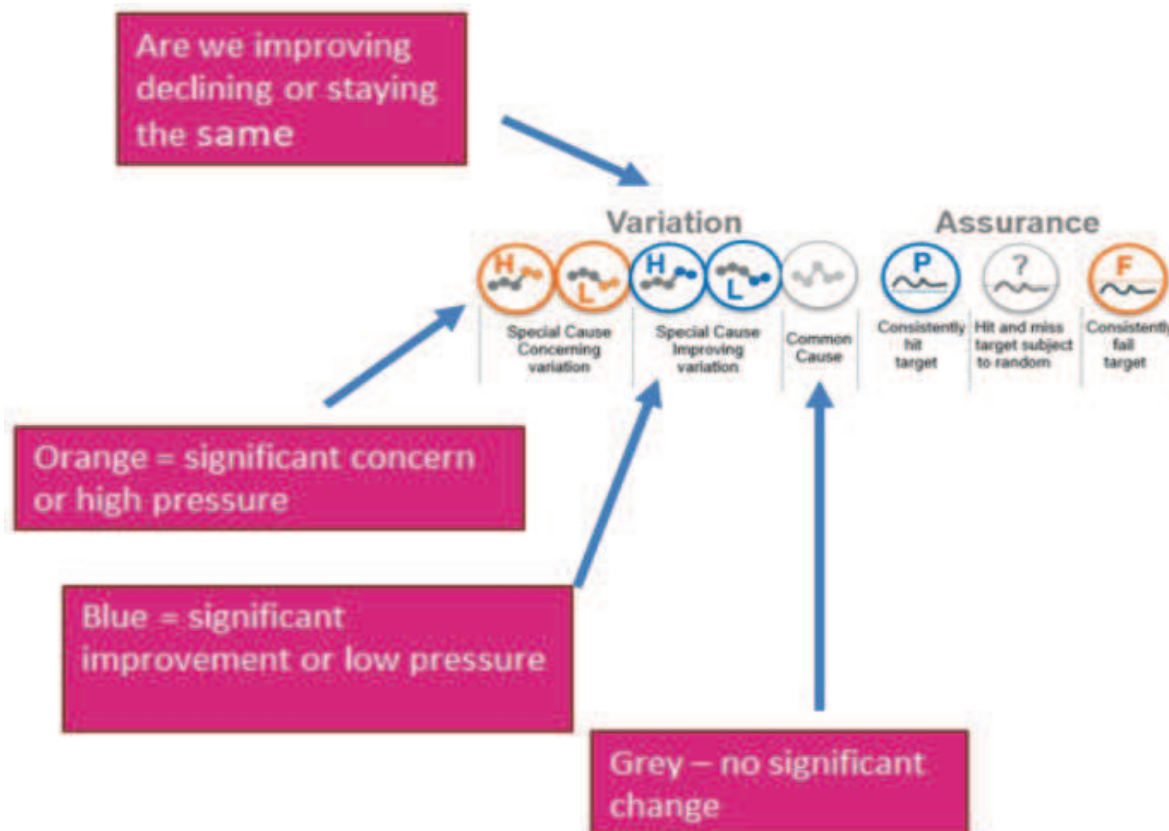 Are we improving
declining or staying
the same
Variation
Assurance
H
L
H
L
P
?
F
Special Cause
Concerning
variation
Special Cause
Improving
variation
Common
Cause
Consistently
hit
target
Hit and miss
target subject
to random
Consistently
fail
target
Orange = significant concern
or high pressure
Blue = significant
improvement or low pressure
Grey – no significant
change